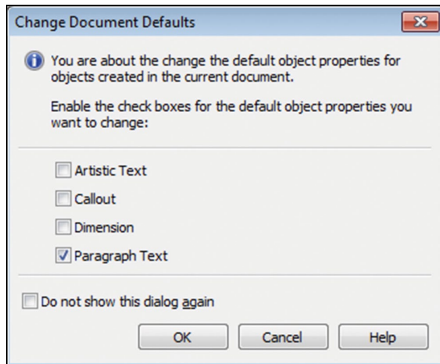 Change Document Defaults
You are about the change the default object properties for
objects created in the current document.
Enable the check boxes for the default object properties you
want to change:
Artistic Text
Callout
Dimension
Paragraph Text
Do not show this dialog again
OK Cancel Help